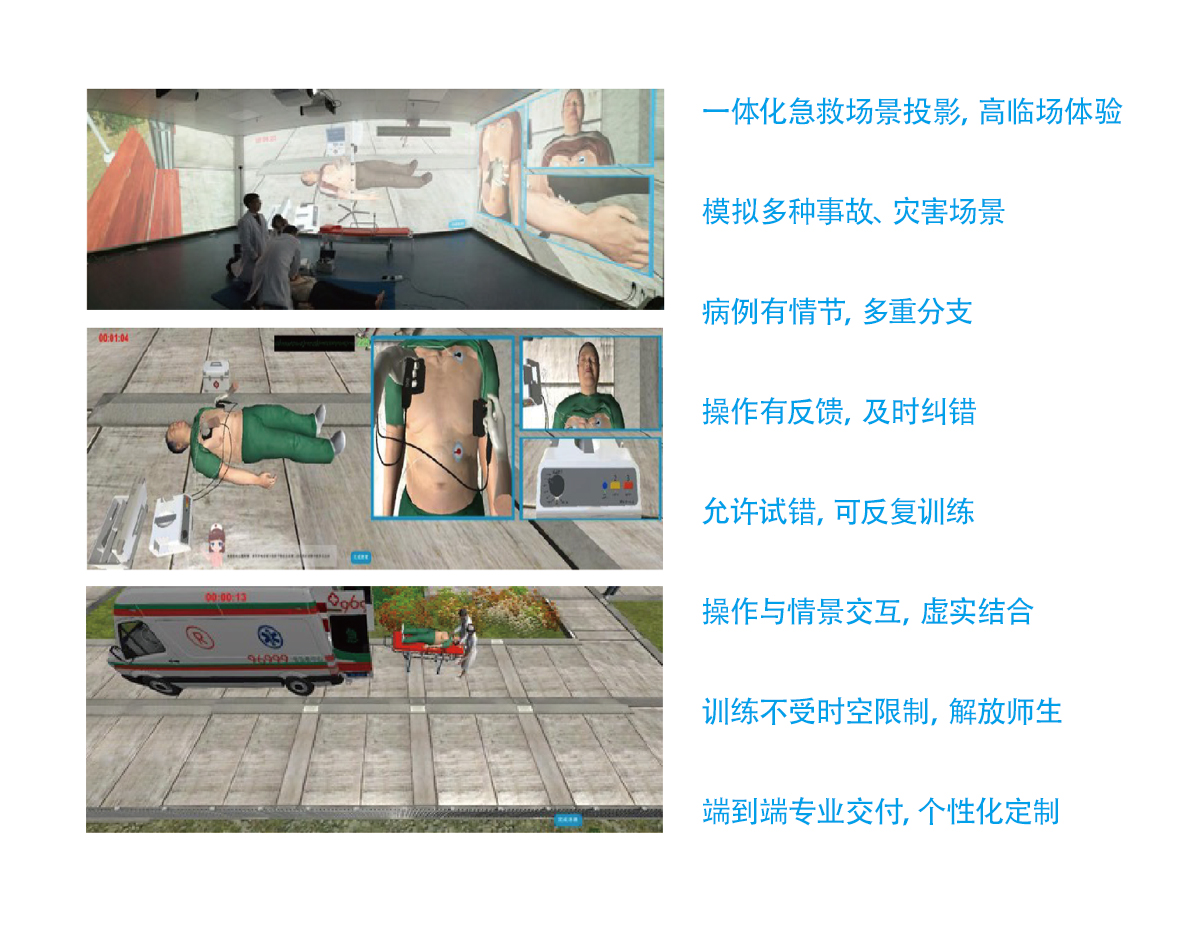 一体化急救场景投影, 高临场体验
模拟多种事故、灾害场景
病例有情节, 多重分支
操作有反馈, 及时纠错
允许试错, 可反复训练
操作与情景交互, 虚实结合
训练不受时空限制, 解放师生
端到端专业交付, 个性化定制
00:01:04
00:00:13